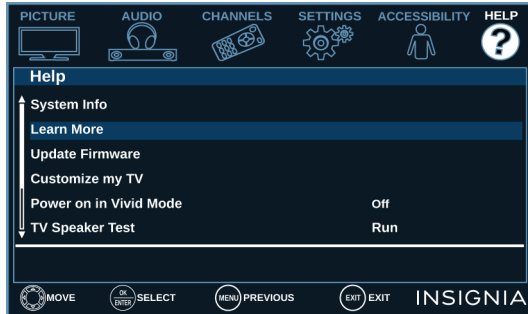 PICTURE AUDIO CHANNELS SETTINGS ACCESSIBILITY HELP
?
Help
System Info
Learn More
Update Firmware
Customize my TV
Power on in Vivid Mode Off
TV Speaker Test Run
MOVE OK ENTER SELECT MENU PREVIOUS EXIT EXIT INSIGNIA